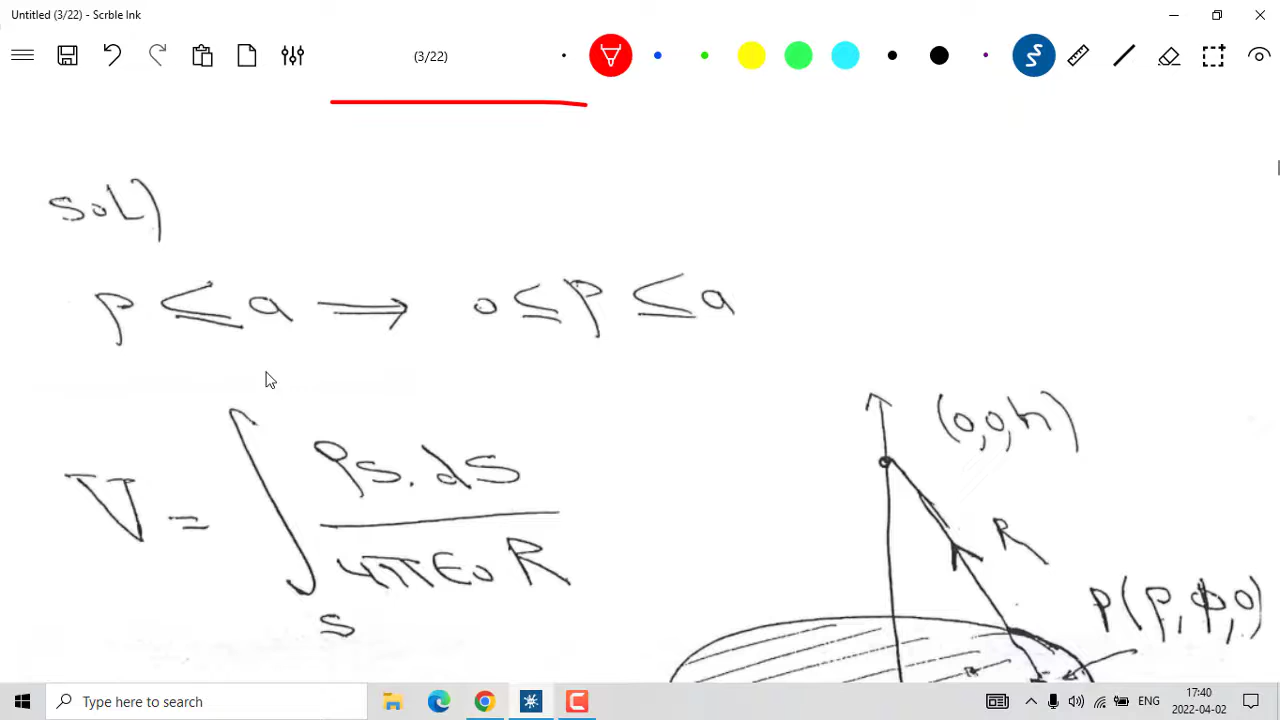 Untitled (3/22) - Scrble Ink
(3/22)
SoL)
ρ ≤ a ⟹ 0 ≤ ρ ≤ a
V = ∫s ρs.ds / 4πϵ0 R
(0,0,h)
R
P(ρ,ϕ,0)
Type here to search
ENG
17:40
2022-04-02